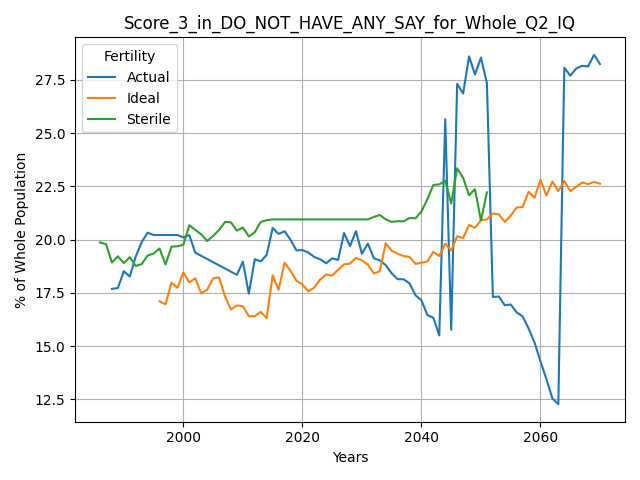 Score_3_in_DO_NOT_HAVE_ANY_SAY_for_Whole_Q2_IQ
Fertility
Actual
Ideal
Sterile
27.5
25.0
22.5
20.0
17.5
15.0
12.5
% of Whole Population
2000
2020
2040
2060
Years